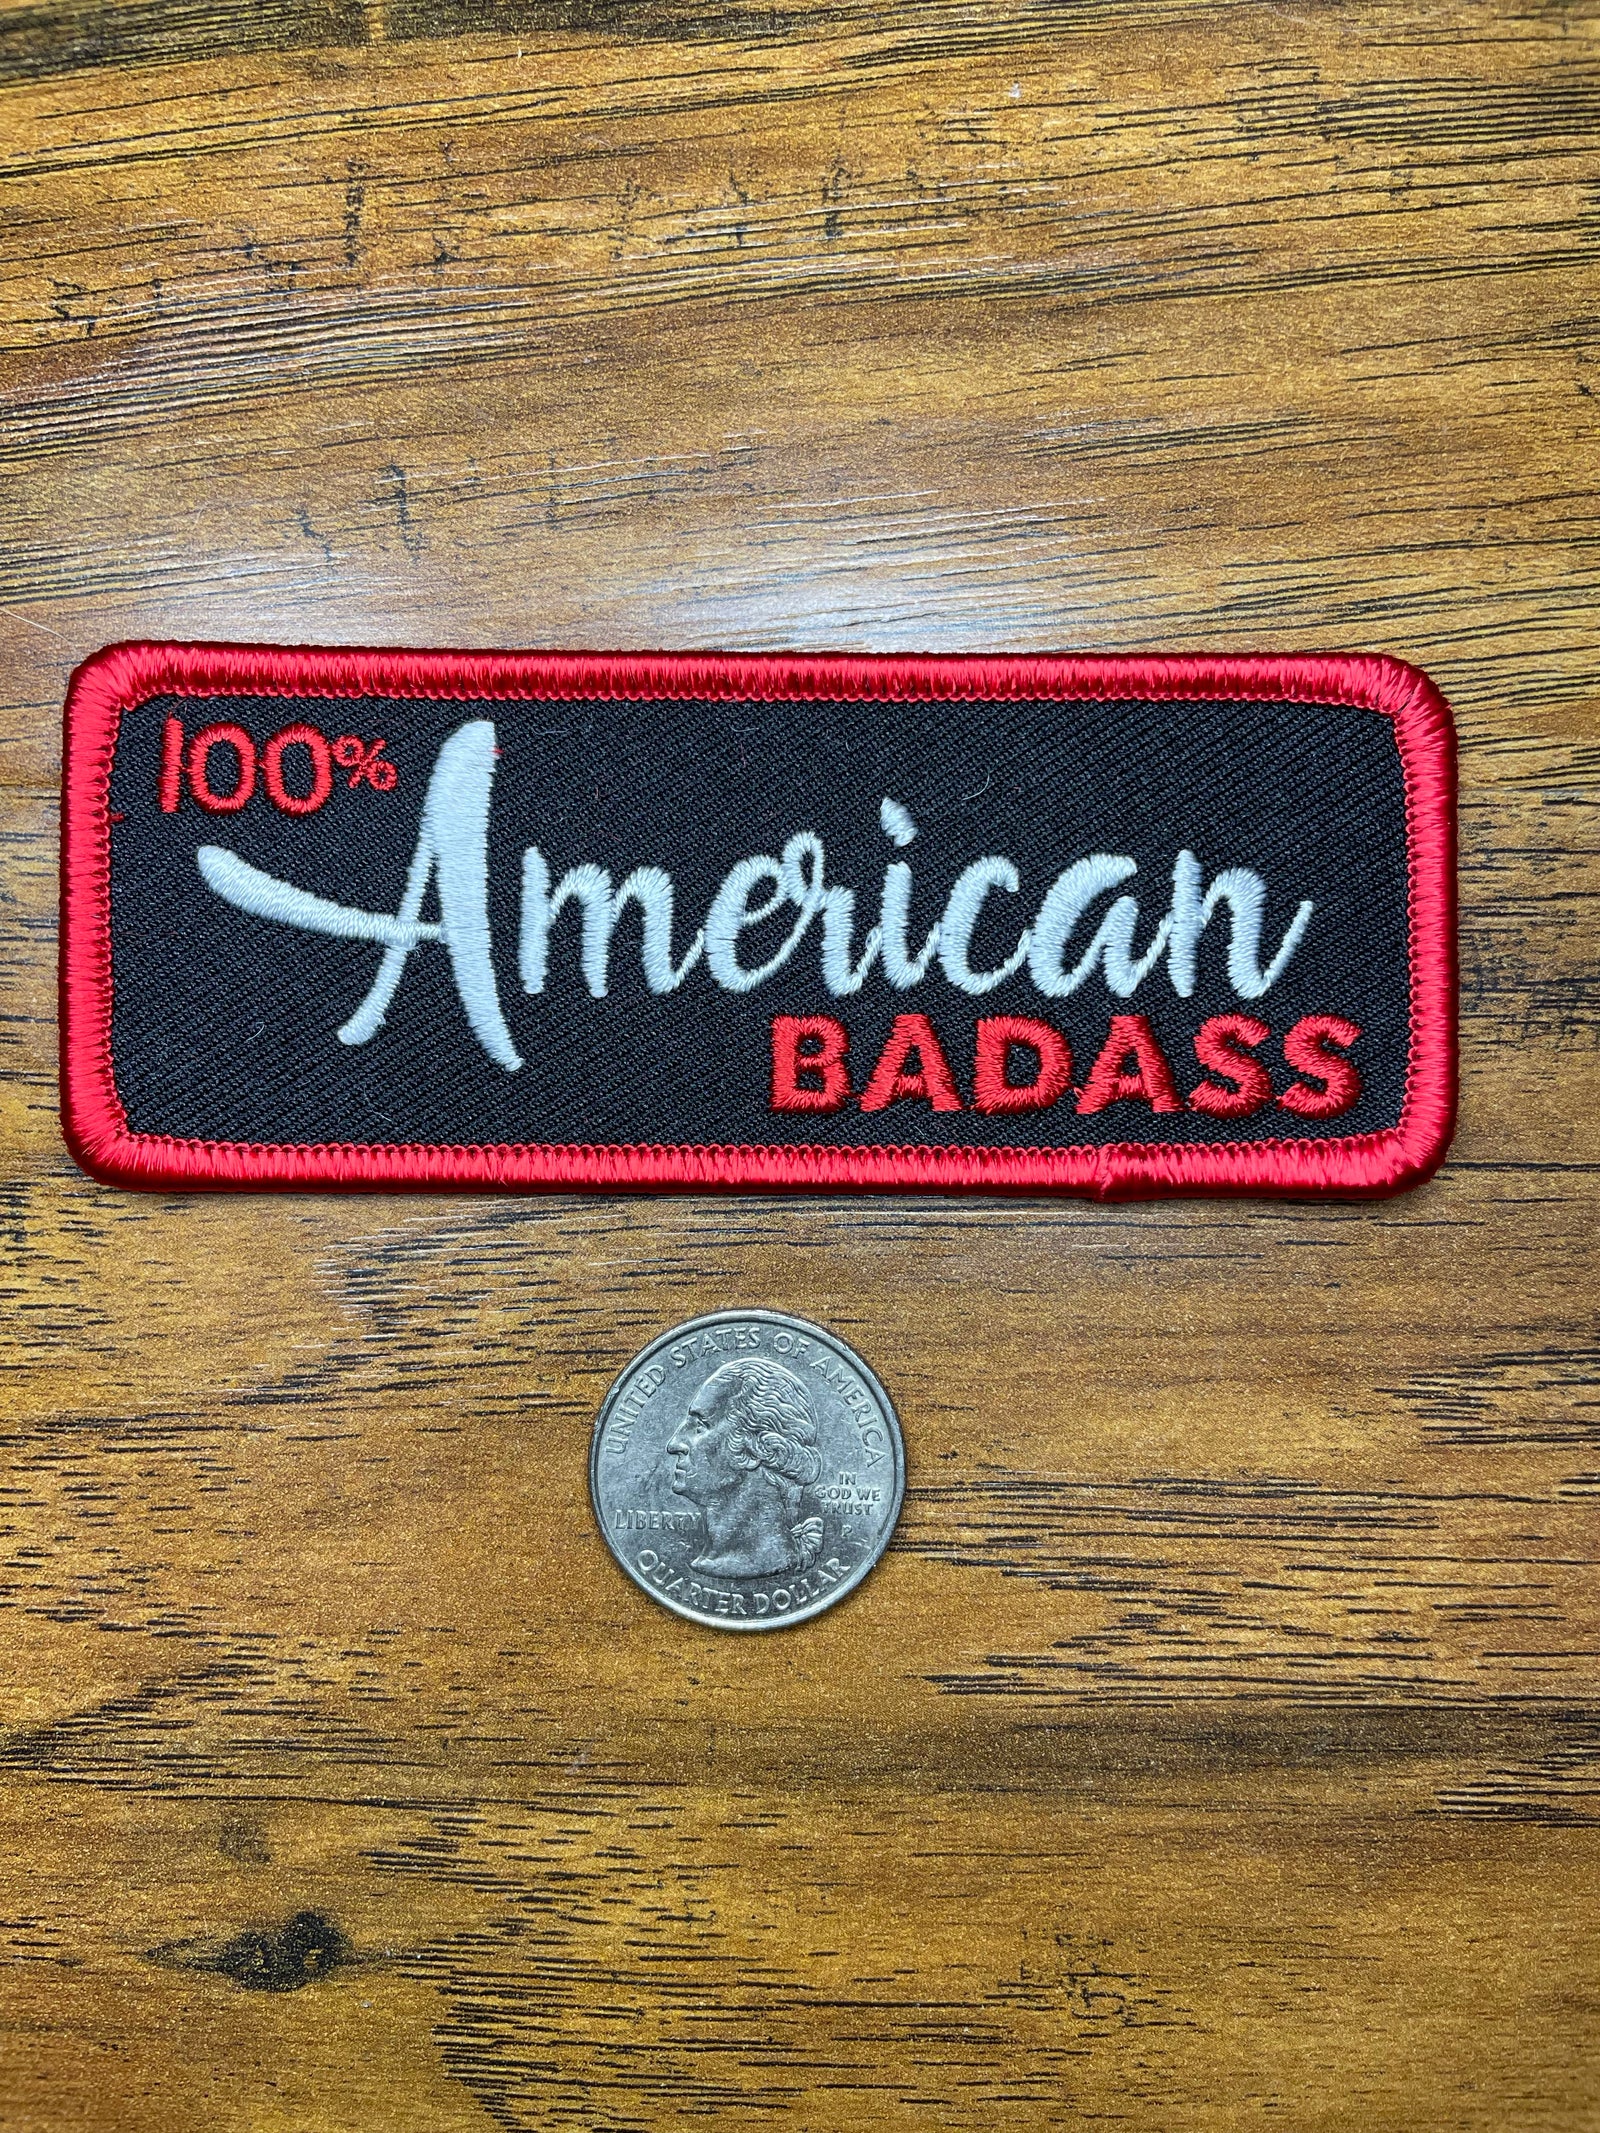 100%
American
BADASS
UNITED STATES OF AMERICA
LIBERTY
IN
GOD WE
TRUST
P
QUARTER DOLLAR